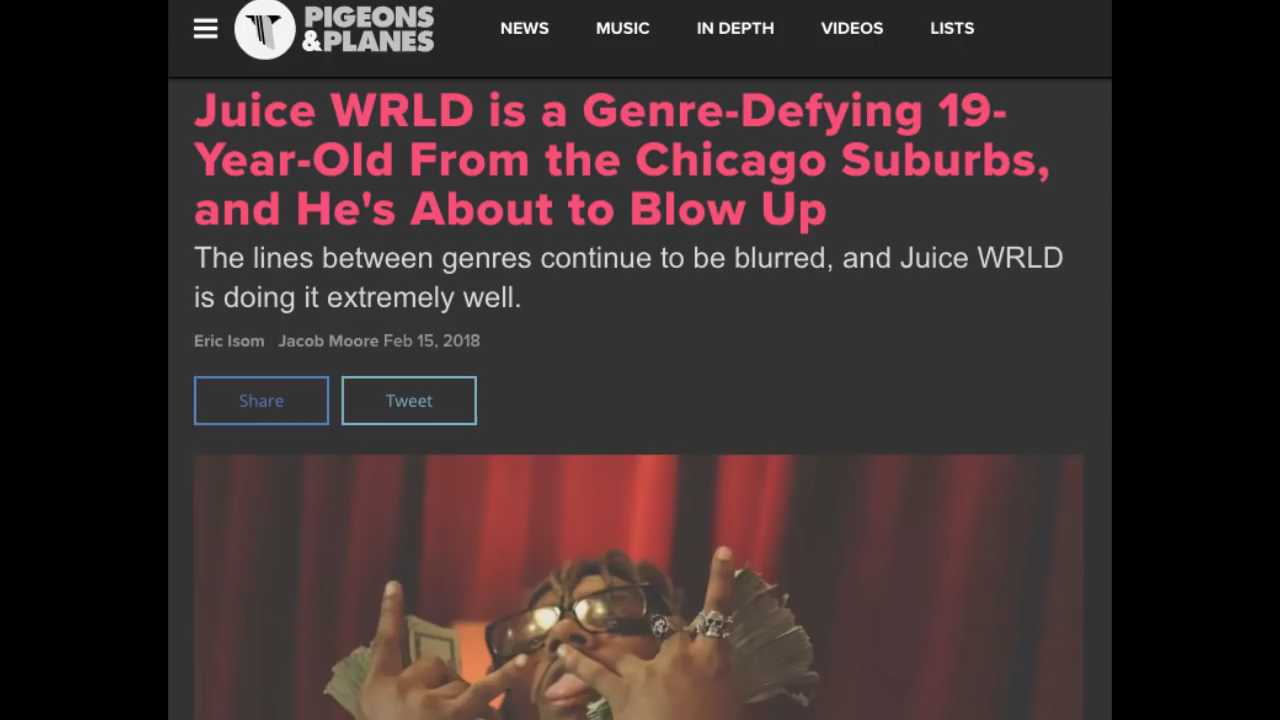 PIGEONS
&PLANES
NEWS MUSIC IN DEPTH VIDEOS LISTS
Juice WRLD is a Genre-Defying 19-
Year-Old From the Chicago Suburbs,
and He's About to Blow Up
The lines between genres continue to be blurred, and Juice WRLD
is doing it extremely well.
Eric Isom Jacob Moore Feb 15, 2018
Share Tweet